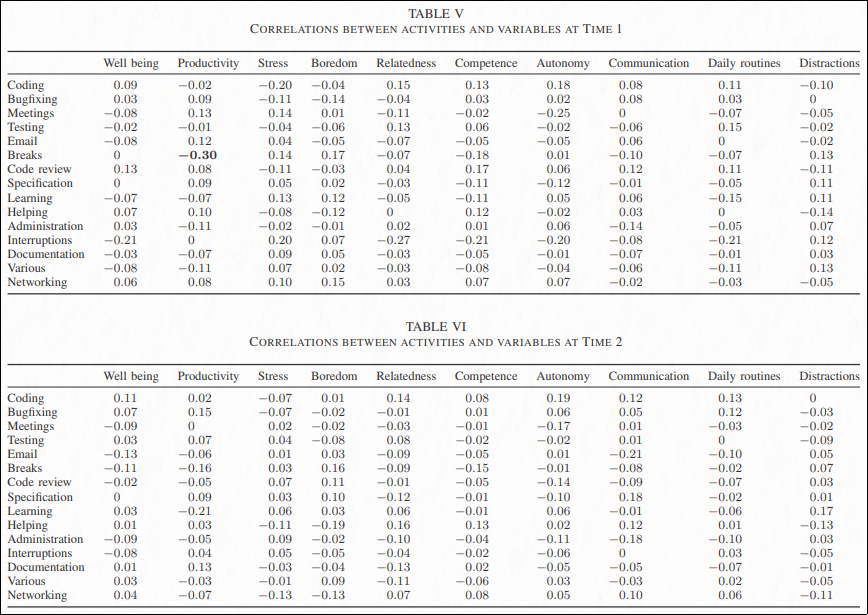 TABLE V
CORRELATIONS BETWEEN ACTIVITIES AND VARIABLES AT TIME 1
Well being Productivity Stress Boredom Relatedness Competence Autonomy Communication Daily routines Distractions
Coding 0.09 −0.02 −0.20 −0.04 0.15 0.13 0.18 0.08 0.11 −0.10
Bugfixing 0.03 0.09 −0.11 −0.14 −0.04 0.03 0.02 0.08 0.03 0
Meetings −0.08 0.13 0.14 0.01 −0.11 −0.02 −0.25 0 −0.07 −0.05
Testing −0.02 −0.01 −0.04 −0.06 0.13 0.06 −0.02 −0.06 0.15 −0.02
Email −0.08 0.12 0.04 −0.05 −0.07 −0.05 −0.05 0.06 0 −0.02
Breaks 0 −0.30 0.14 0.17 −0.07 −0.18 0.01 −0.10 −0.07 0.13
Code review 0.13 0.08 −0.11 −0.03 0.04 0.17 0.06 0.12 0.11 −0.11
Specification 0 0.09 0.05 0.02 −0.03 −0.11 −0.12 −0.01 −0.05 0.11
Learning −0.07 −0.07 0.13 0.12 −0.05 −0.11 0.05 0.06 −0.15 0.11
Helping 0.07 0.10 −0.08 −0.12 0 0.12 −0.02 0.03 0 −0.14
Administration 0.03 −0.11 −0.02 −0.01 0.02 0.01 0.06 −0.14 −0.05 0.07
Interruptions −0.21 0 0.20 0.07 −0.27 −0.21 −0.20 −0.08 −0.21 0.12
Documentation −0.03 −0.07 0.09 0.05 −0.03 −0.05 −0.01 −0.07 −0.01 0.03
Various −0.08 −0.11 0.07 0.02 −0.03 −0.08 −0.04 −0.06 −0.11 0.13
Networking 0.06 0.08 0.10 0.15 0.03 0.07 0.07 −0.02 −0.03 −0.05
TABLE VI
CORRELATIONS BETWEEN ACTIVITIES AND VARIABLES AT TIME 2
Well being Productivity Stress Boredom Relatedness Competence Autonomy Communication Daily routines Distractions
Coding 0.11 0.02 −0.07 0.01 0.14 0.08 0.19 0.12 0.13 0
Bugfixing 0.07 0.15 −0.07 −0.02 −0.01 0.01 0.06 0.05 0.12 −0.03
Meetings −0.09 0 0.02 −0.02 −0.03 −0.01 −0.17 0.01 −0.03 −0.02
Testing 0.03 0.07 0.04 −0.08 0.08 −0.02 −0.02 0.01 0 −0.09
Email −0.13 −0.06 0.01 0.03 −0.09 −0.05 0.01 −0.21 −0.10 0.05
Breaks −0.11 −0.16 0.03 0.16 −0.09 −0.15 −0.01 −0.08 −0.02 0.07
Code review −0.02 −0.05 0.07 0.11 −0.01 −0.05 −0.14 −0.09 −0.07 0.03
Specification 0 0.09 0.03 0.10 −0.12 −0.01 −0.10 0.18 −0.02 0.01
Learning 0.03 −0.21 0.06 0.03 0.06 −0.01 0.06 −0.01 −0.06 0.17
Helping 0.01 0.03 −0.11 −0.19 0.16 0.13 0.02 0.12 0.01 −0.13
Administration −0.09 −0.05 0.09 −0.02 −0.10 −0.04 −0.11 −0.18 −0.10 0.03
Interruptions −0.08 0.04 0.05 −0.05 −0.04 −0.02 −0.06 0 0.03 −0.05
Documentation 0.01 0.13 −0.03 −0.04 −0.13 0.02 −0.05 −0.05 −0.07 −0.01
Various 0.03 −0.03 −0.01 0.09 −0.11 −0.06 0.03 −0.03 0.02 −0.05
Networking 0.04 −0.07 −0.13 −0.13 0.07 0.08 0.05 0.10 0.06 −0.11